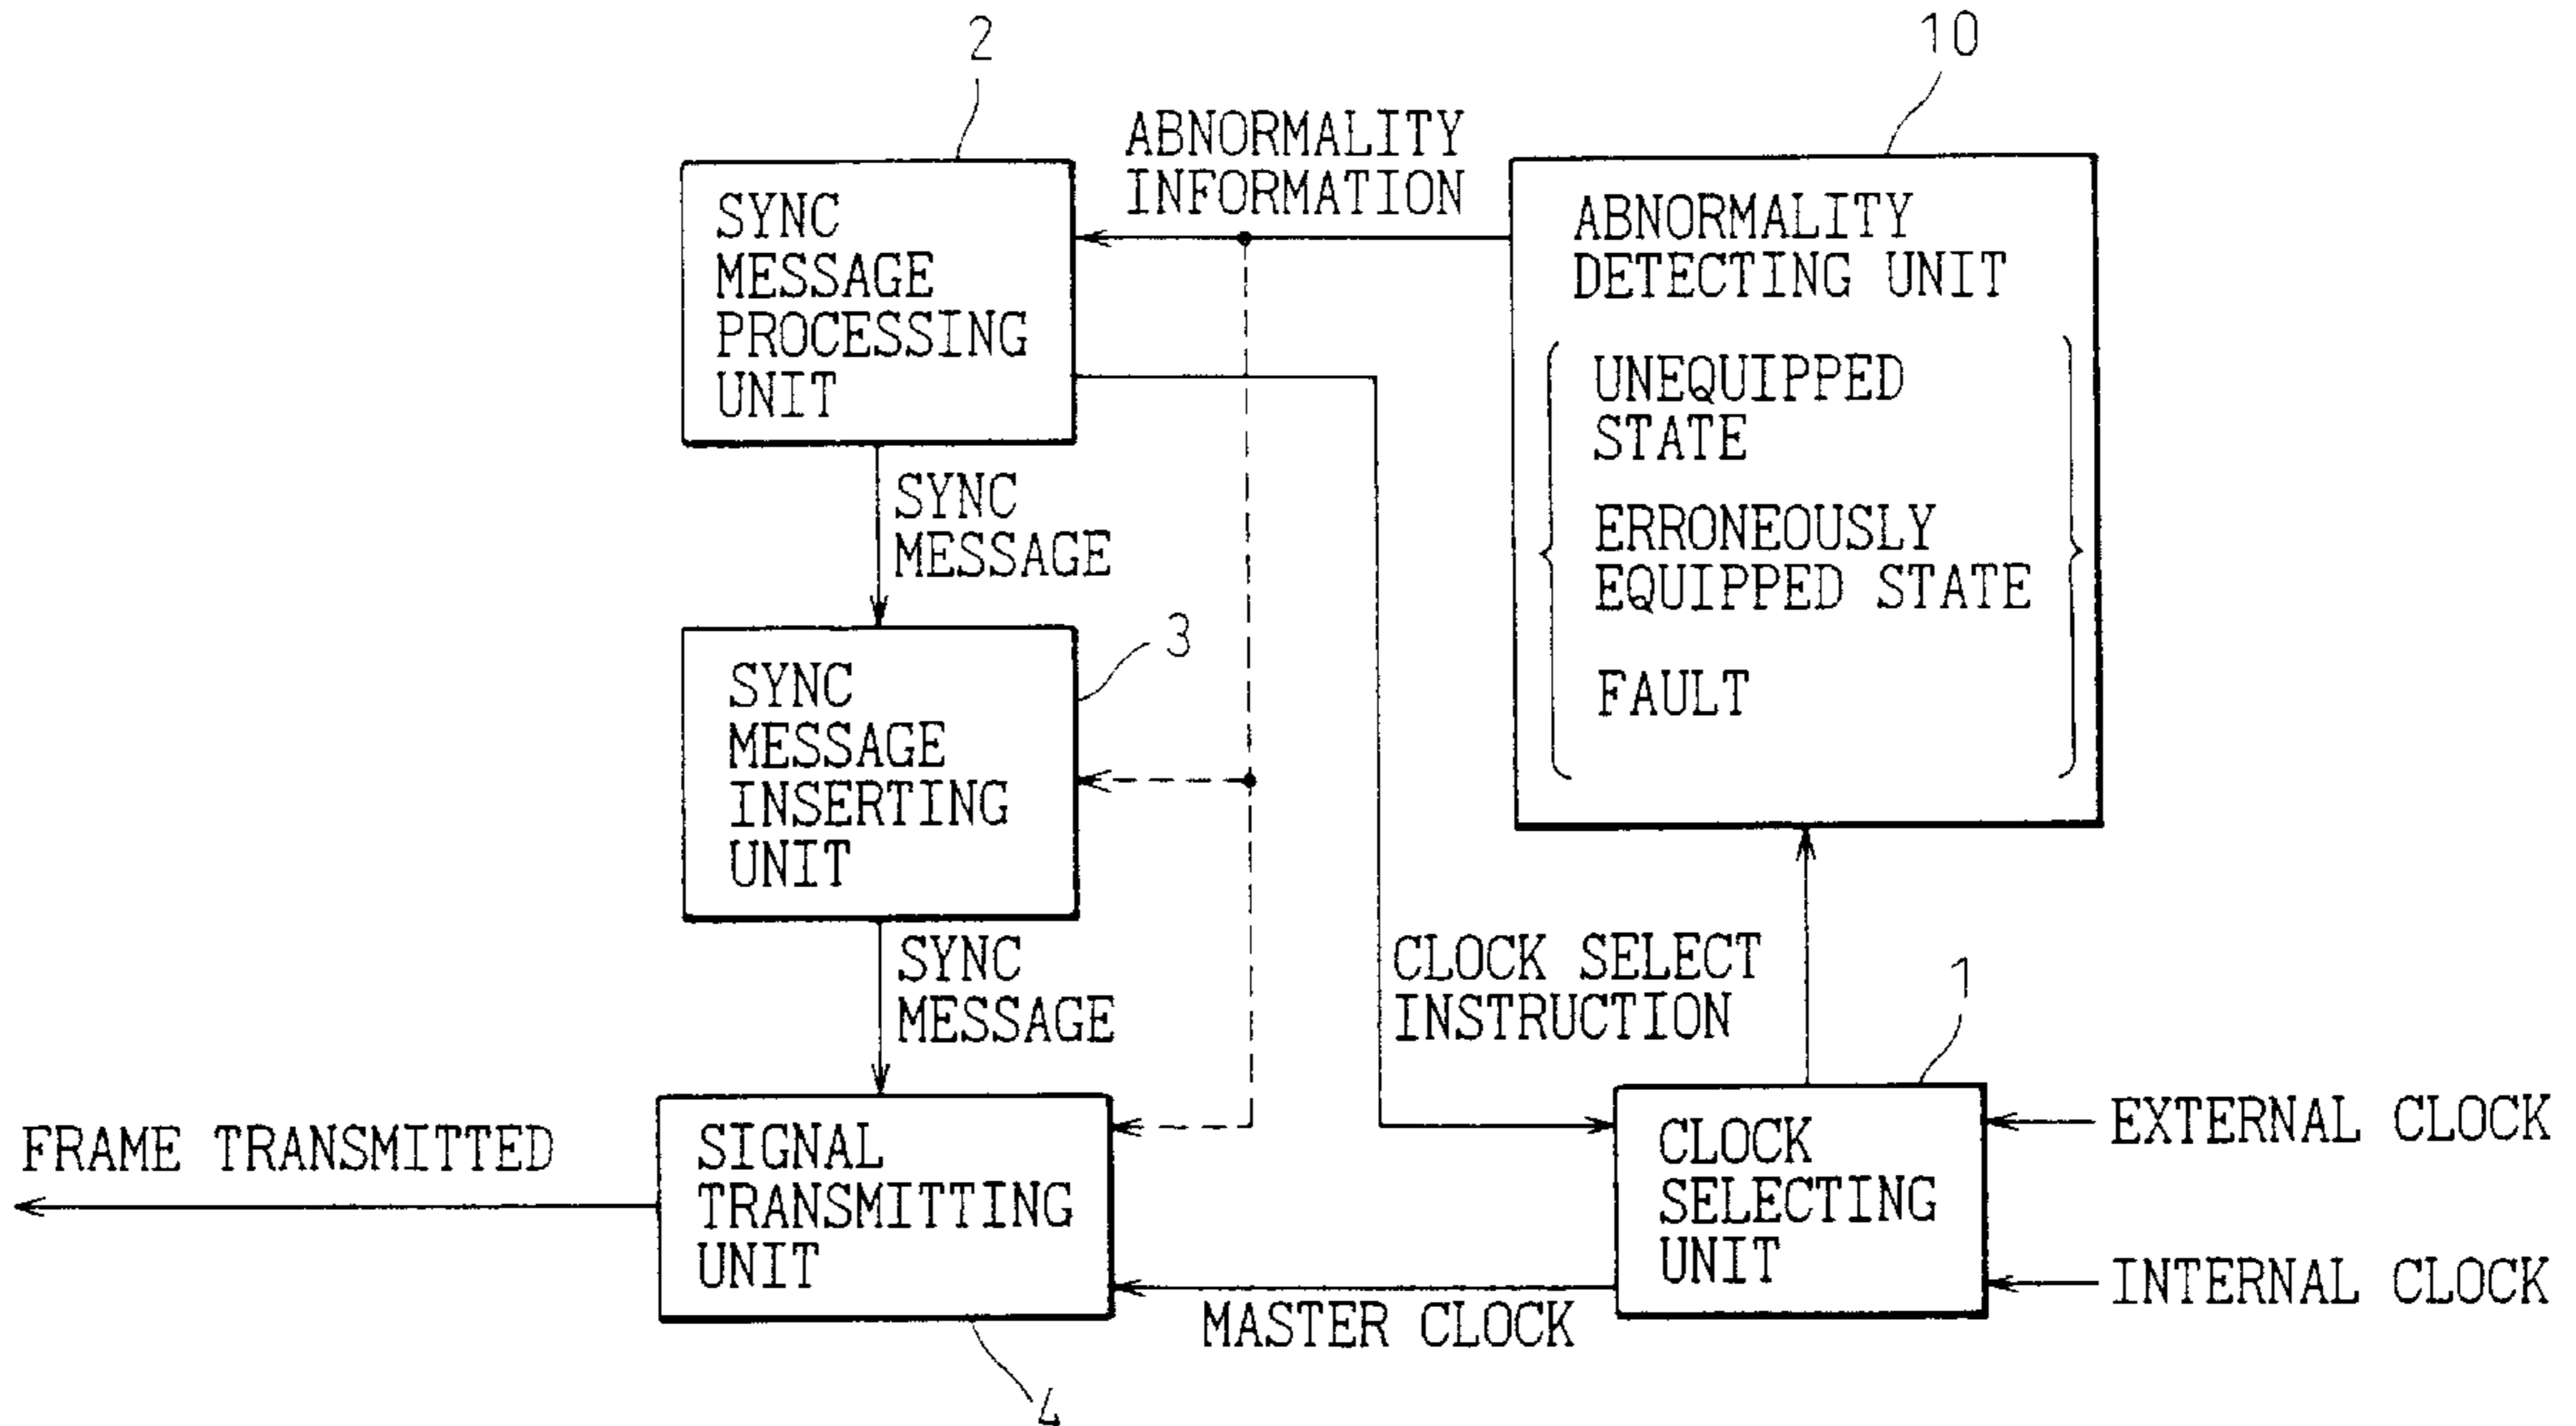 2
10
ABNORMALITY
INFORMATION
SYNC
MESSAGE
PROCESSING
UNIT
ABNORMALITY
DETECTING UNIT
UNEQUIPPED
STATE
ERRONEOUSLY
EQUIPPED STATE
FAULT
SYNC
MESSAGE
3
SYNC
MESSAGE
INSERTING
UNIT
SYNC
MESSAGE
CLOCK SELECT
INSTRUCTION
1
FRAME TRANSMITTED
SIGNAL
TRANSMITTING
UNIT
CLOCK
SELECTING
UNIT
EXTERNAL CLOCK
INTERNAL CLOCK
MASTER CLOCK
4